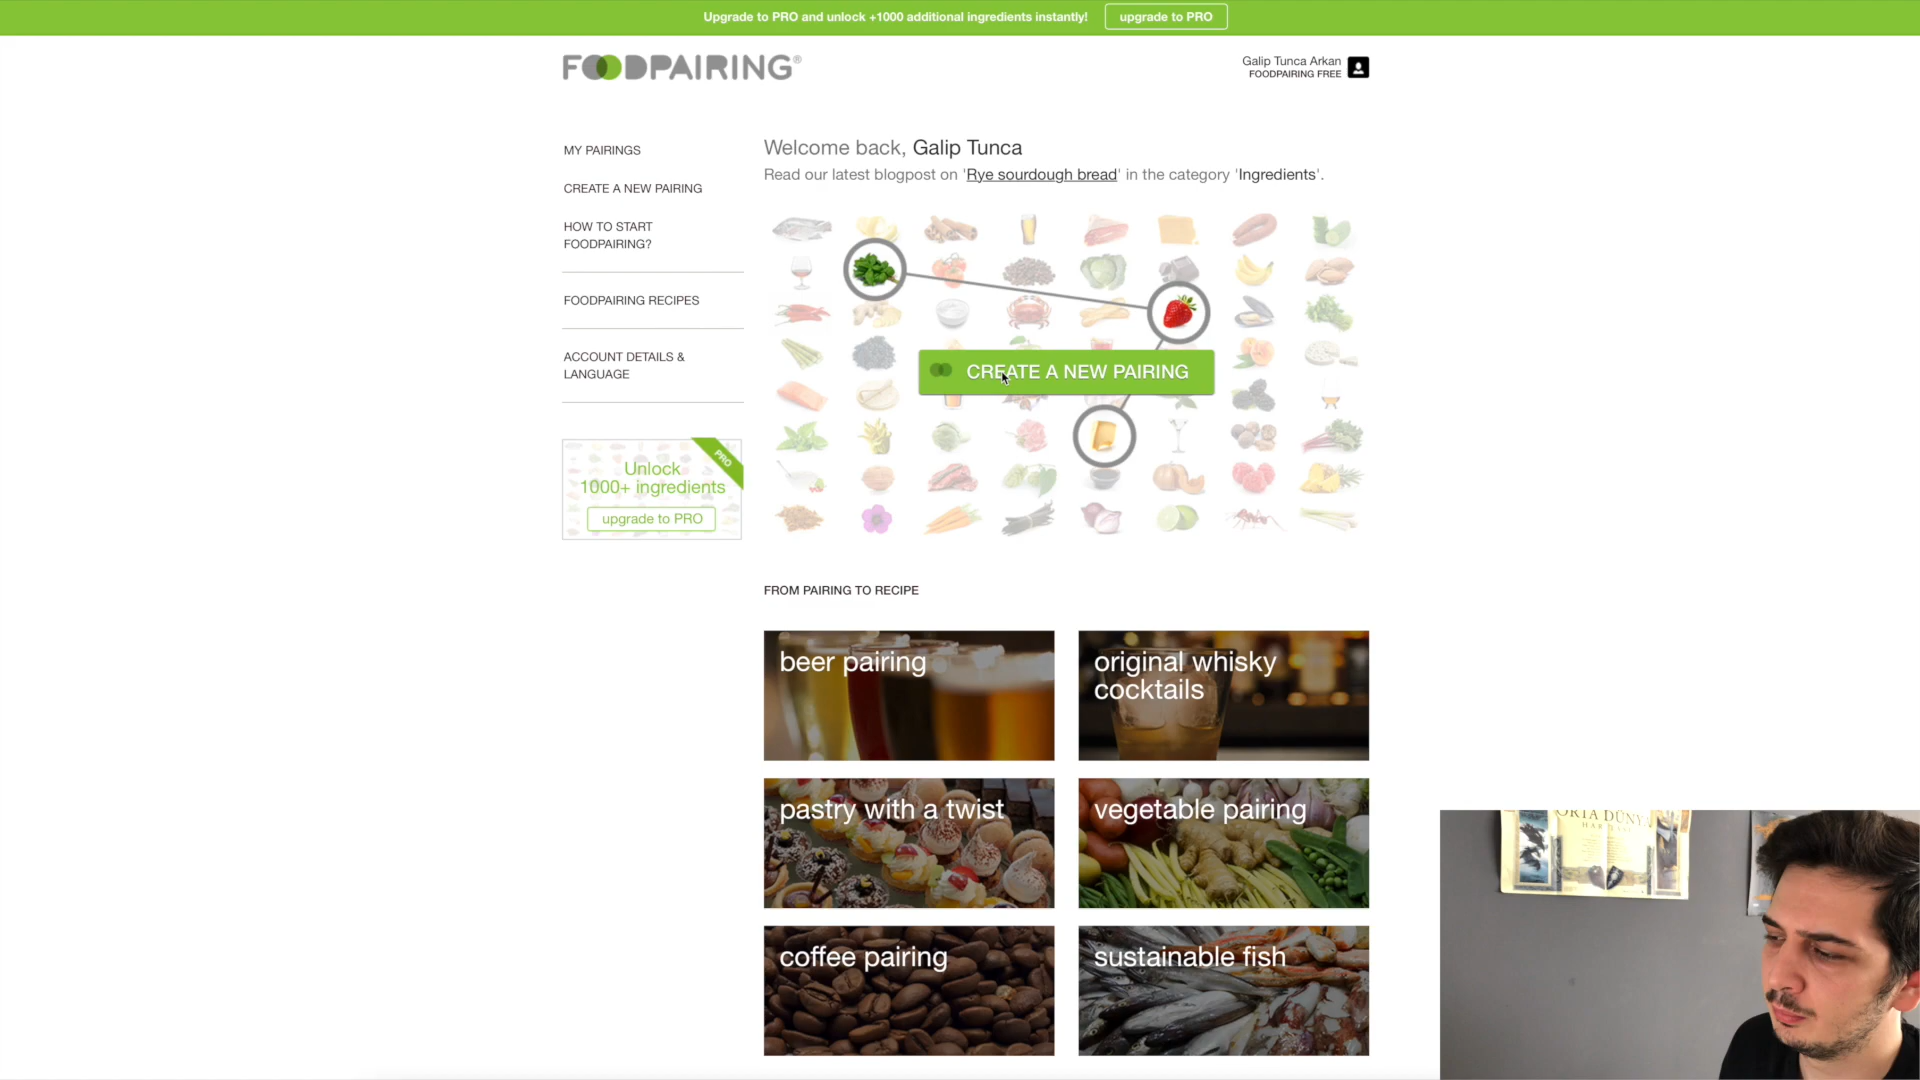 Upgrade to PRO and unlock +1000 additional ingredients instantly!
upgrade to PRO
FOODPAIRING®
Galip Tunca Arkan
FOODPAIRING FREE
MY PAIRINGS
CREATE A NEW PAIRING
HOW TO START
FOODPAIRING?
FOODPAIRING RECIPES
ACCOUNT DETAILS &
LANGUAGE
PRO
Unlock
1000+ ingredients
upgrade to PRO
Welcome back, Galip Tunca
Read our latest blogpost on 'Rye sourdough bread' in the category 'Ingredients'.
CREATE A NEW PAIRING
FROM PAIRING TO RECIPE
beer pairing
original whisky
cocktails
pastry with a twist
vegetable pairing
coffee pairing
sustainable fish
ORTA DÜNYA